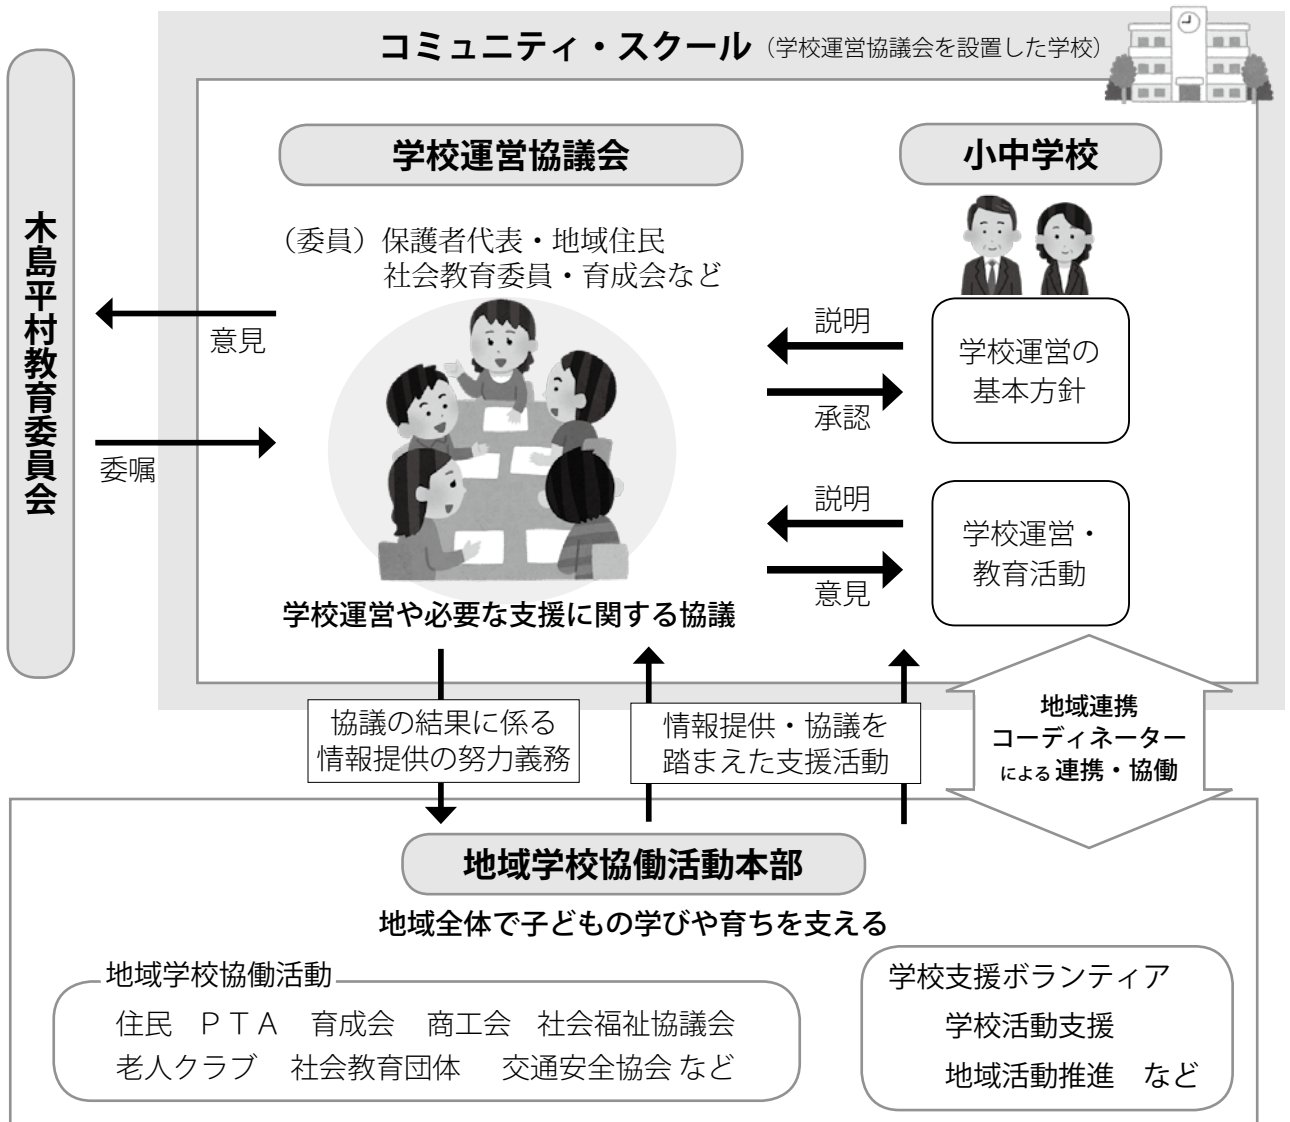 コミュニティ・スクール（学校運営協議会を設置した学校）
木島平村教育委員会
学校運営協議会
小中学校
（委員）保護者代表・地域住民
社会教育委員・育成会など
意見
委嘱
説明
承認
学校運営の
基本方針
説明
意見
学校運営・
教育活動
学校運営や必要な支援に関する協議
協議の結果に係る
情報提供の努力義務
情報提供・協議を
踏まえた支援活動
地域連携
コーディネーター
による連携・協働
地域学校協働活動本部
地域全体で子どもの学びや育ちを支える
地域学校協働活動
住民　ＰＴＡ　育成会　商工会　社会福祉協議会
老人クラブ　社会教育団体　交通安全協会 など
学校支援ボランティア
学校活動支援
地域活動推進　など